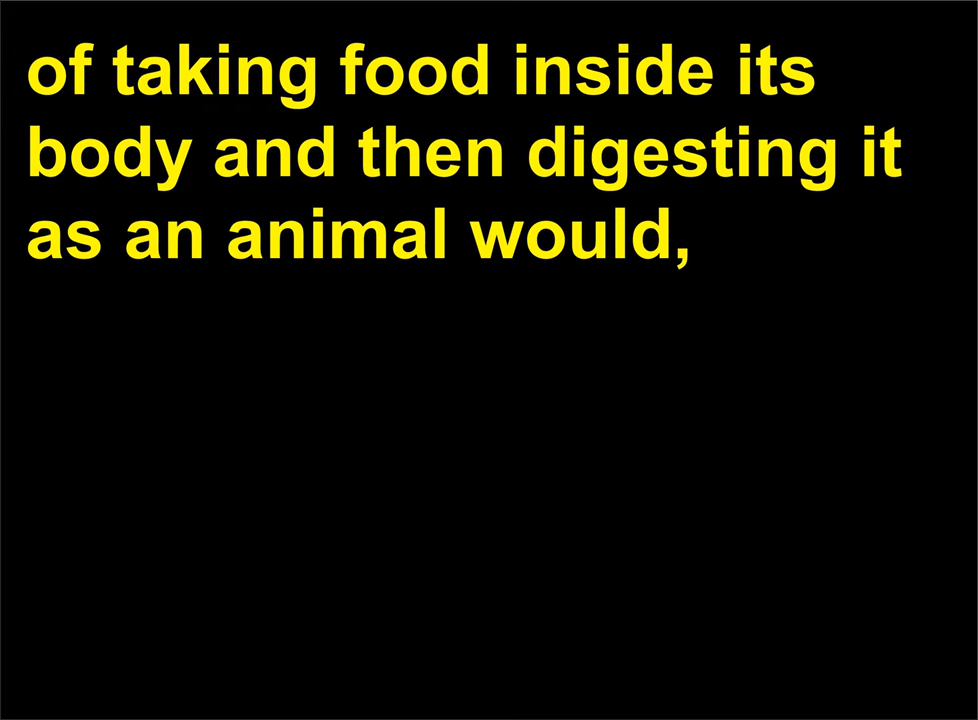 of taking food inside its
body and then digesting it
as an animal would,